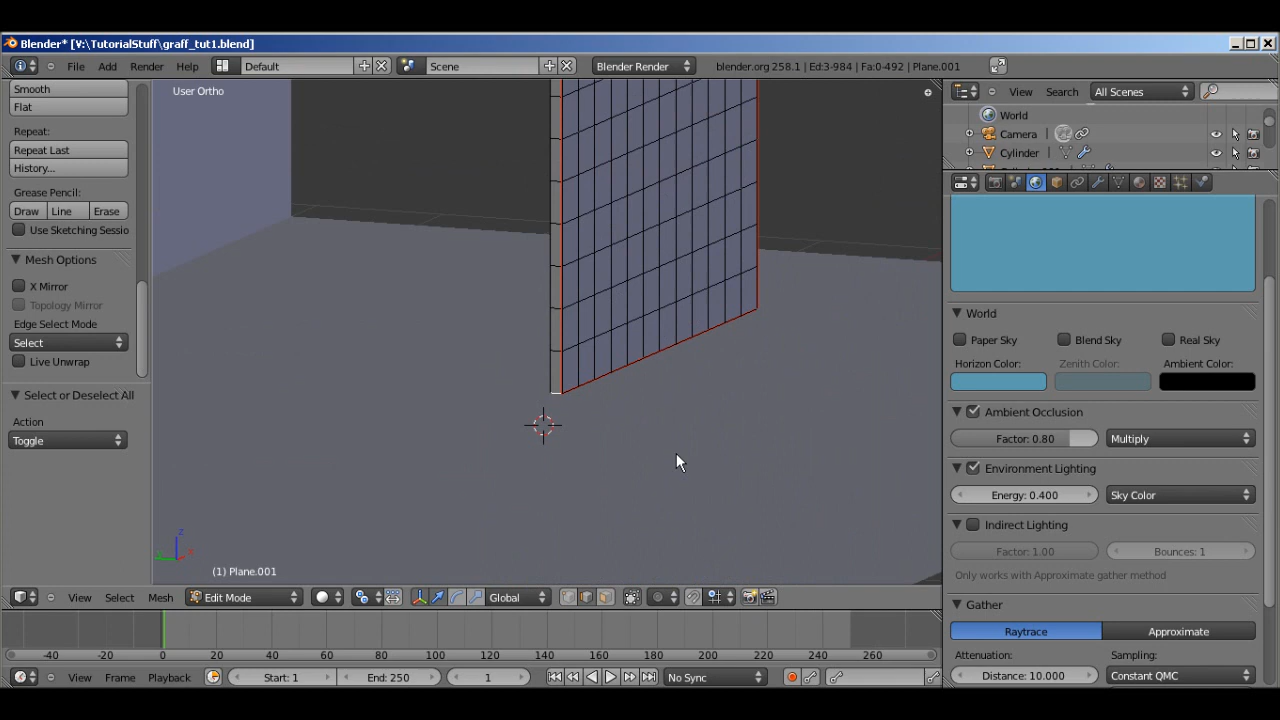 Blender* [V:\TutorialStuff\graff_tut1.blend]
File Add Render Help Default Scene Blender Render blender.org 258.1 | Ed:3-984 | Fa:0-492 | Plane.001
Smooth
Flat
Repeat:
Repeat Last
History...
Grease Pencil:
Draw Line Erase
Use Sketching Sessio
Mesh Options
X Mirror
Topology Mirror
Edge Select Mode
Select
Live Unwrap
Select or Deselect All
Action
Toggle
User Ortho
Z
X
(1) Plane.001
View Select Mesh Edit Mode Global
-40 -20 0 20 40 60 80 100 120 140 160 180 200 220 240 260
View Frame Playback Start: 1 End: 250 1 No Sync
View Search All Scenes
World
Camera
Cylinder
World
Paper Sky Blend Sky Real Sky
Horizon Color: Zenith Color: Ambient Color:
Ambient Occlusion
Factor: 0.80 Multiply
Environment Lighting
Energy: 0.400 Sky Color
Indirect Lighting
Factor: 1.00 Bounces: 1
Only works with Approximate gather method
Gather
Raytrace Approximate
Attenuation: Sampling:
Distance: 10.000 Constant QMC